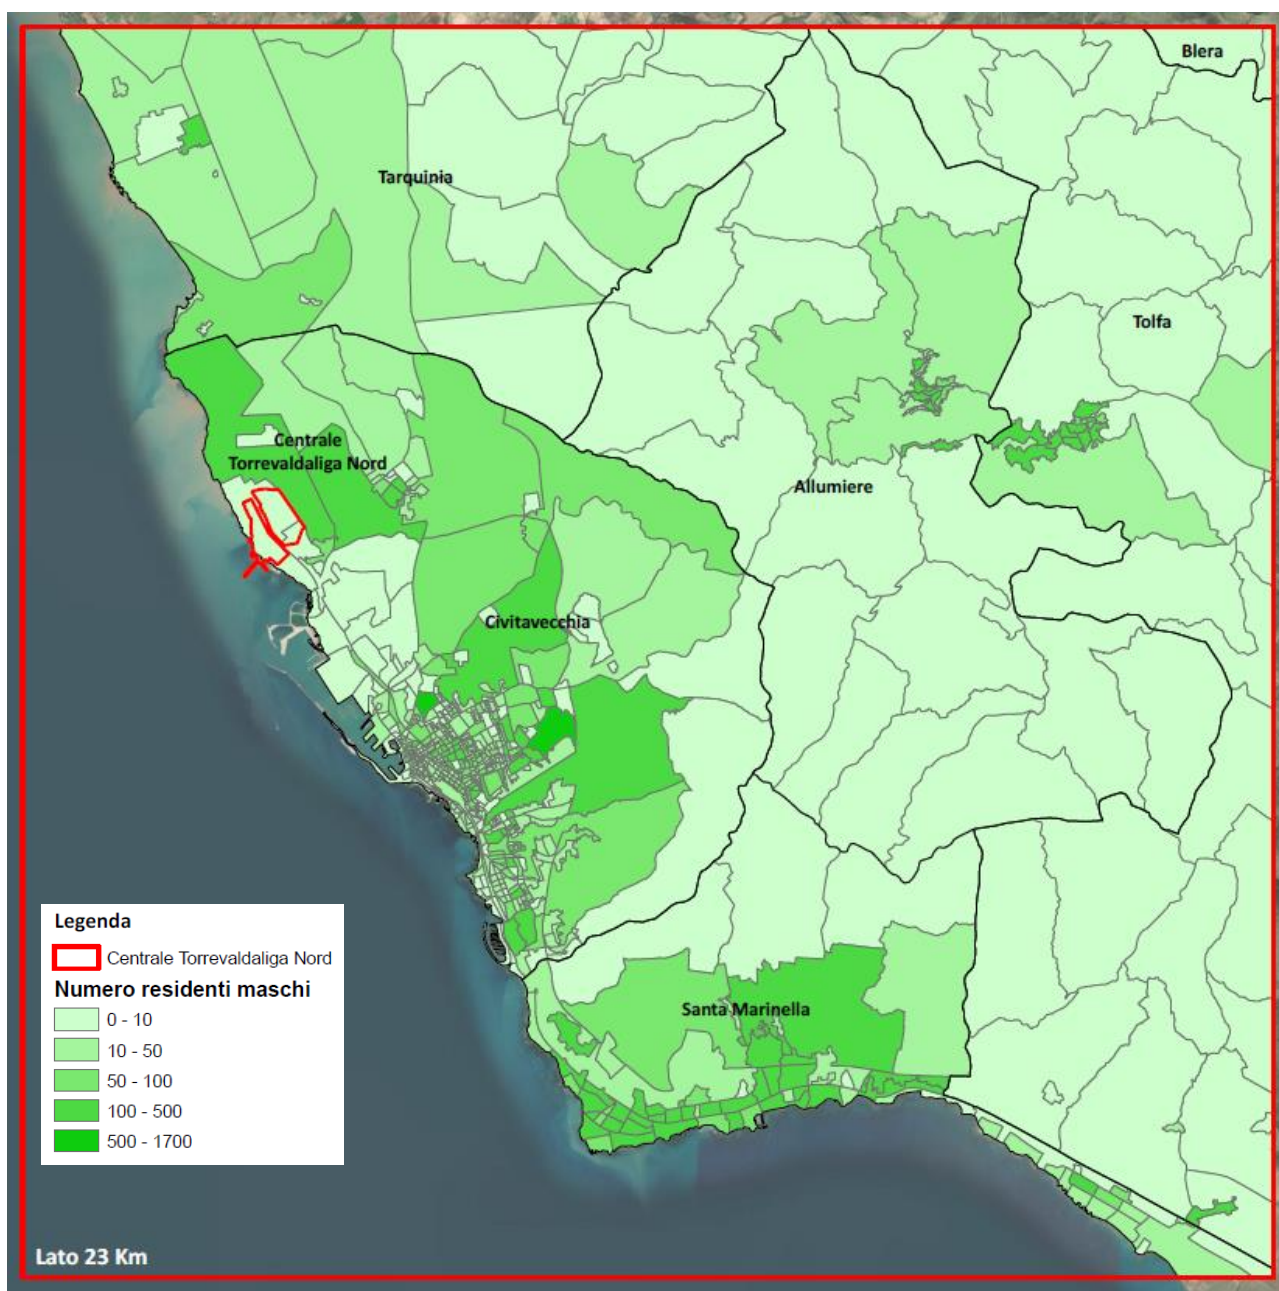 Blera
Tarquinia
Tolfa
Centrale
Torrevaldaliga Nord
Allumiere
Civitavecchia
Santa Marinella
Legenda
Centrale Torrevaldaliga Nord
Numero residenti maschi
0 - 10
10 - 50
50 - 100
100 - 500
500 - 1700
Lato 23 Km